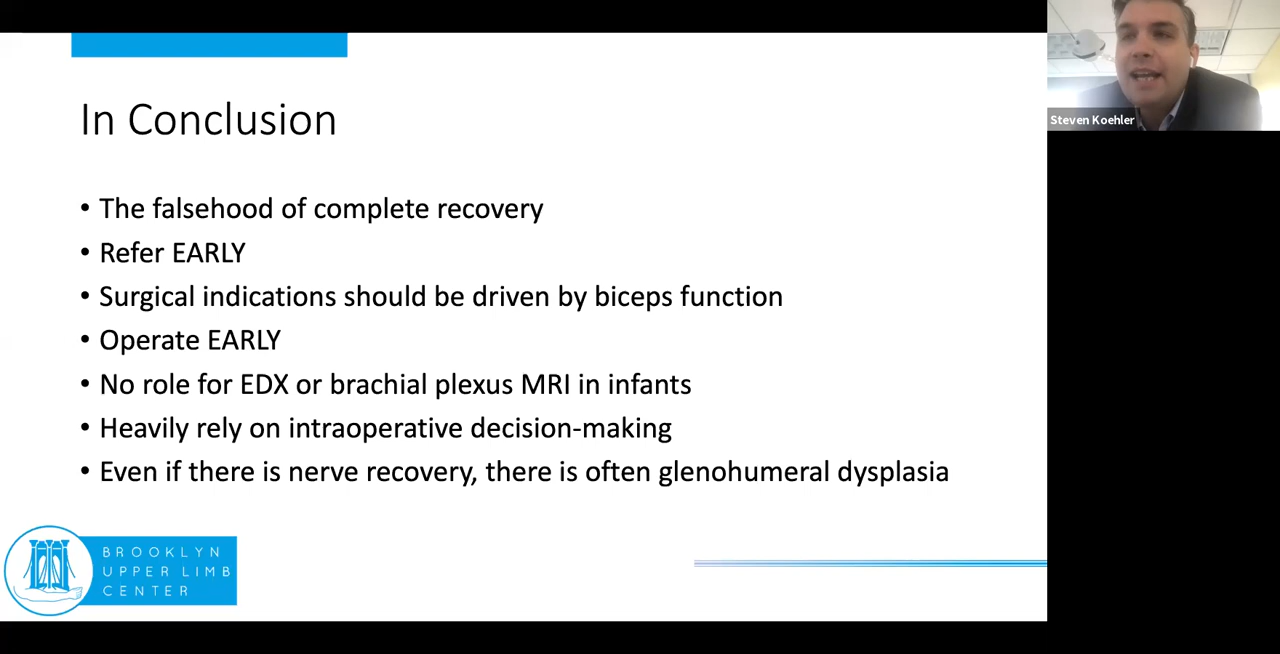 In Conclusion
• The falsehood of complete recovery
• Refer EARLY
• Surgical indications should be driven by biceps function
• Operate EARLY
• No role for EDX or brachial plexus MRI in infants
• Heavily rely on intraoperative decision-making
• Even if there is nerve recovery, there is often glenohumeral dysplasia
BROOKLYN
UPPER LIMB
CENTER
Steven Koehler